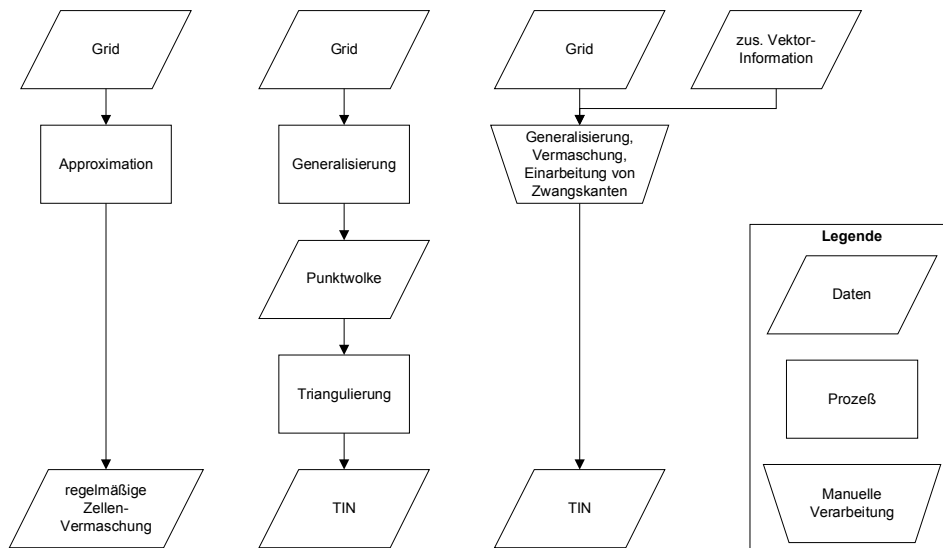 Grid
Approximation
regelmäßige
Zellen-
Vermaschung
Grid
Generalisierung
Punktwolke
Triangulierung
TIN
Grid
zus. Vektor-
Information
Generalisierung,
Vermaschung,
Einarbeitung von
Zwangskanten
TIN
Legende
Daten
Prozeß
Manuelle
Verarbeitung